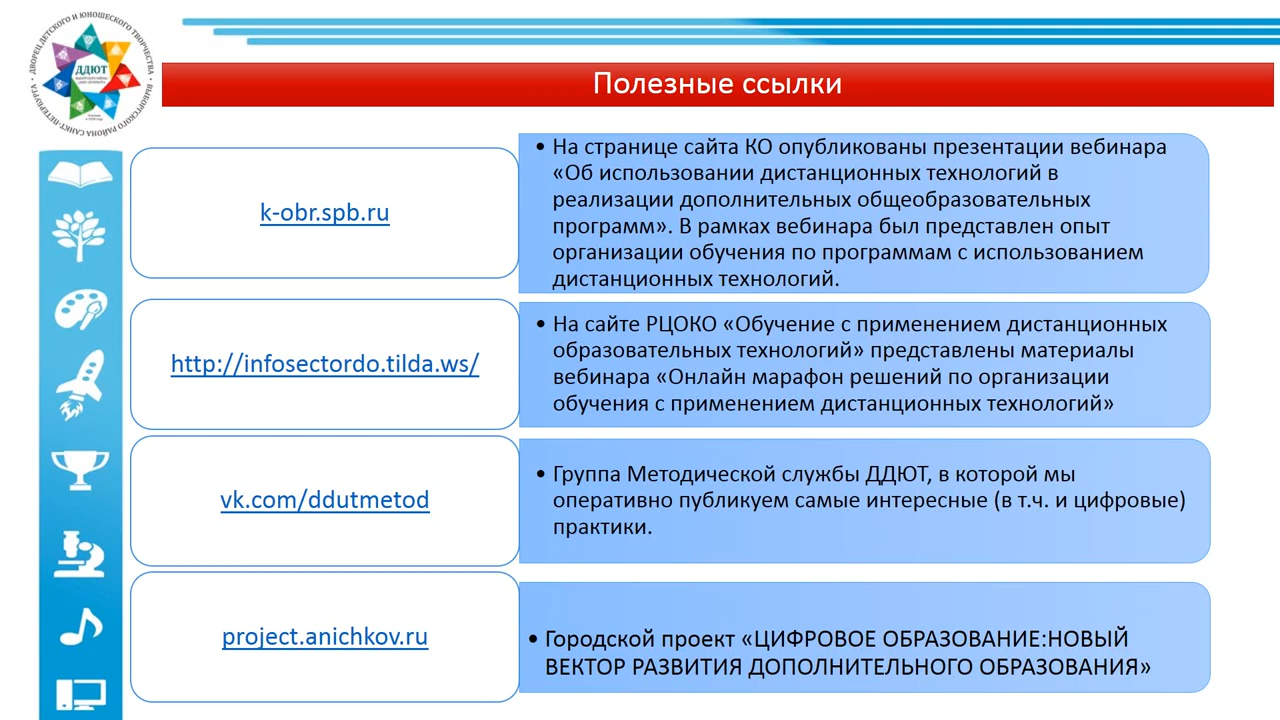 ДВОРЕЦ ДЕТСКОГО И ЮНОШЕСКОГО ТВОРЧЕСТВА • ВЫБОРГСКОГО РАЙОНА САНКТ-ПЕТЕРБУРГА •
ДДЮТ
Полезные ссылки
k-obr.spb.ru
• На странице сайта КО опубликованы презентации вебинара
«Об использовании дистанционных технологий в
реализации дополнительных общеобразовательных
программ». В рамках вебинара был представлен опыт
организации обучения по программам с использованием
дистанционных технологий.
http://infosectordo.tilda.ws/
• На сайте РЦОКО «Обучение с применением дистанционных
образовательных технологий» представлены материалы
вебинара «Онлайн марафон решений по организации
обучения с применением дистанционных технологий»
vk.com/ddutmetod
• Группа Методической службы ДДЮТ, в которой мы
оперативно публикуем самые интересные (в т.ч. и цифровые)
практики.
project.anichkov.ru
• Городской проект «ЦИФРОВОЕ ОБРАЗОВАНИЕ:НОВЫЙ
ВЕКТОР РАЗВИТИЯ ДОПОЛНИТЕЛЬНОГО ОБРАЗОВАНИЯ»